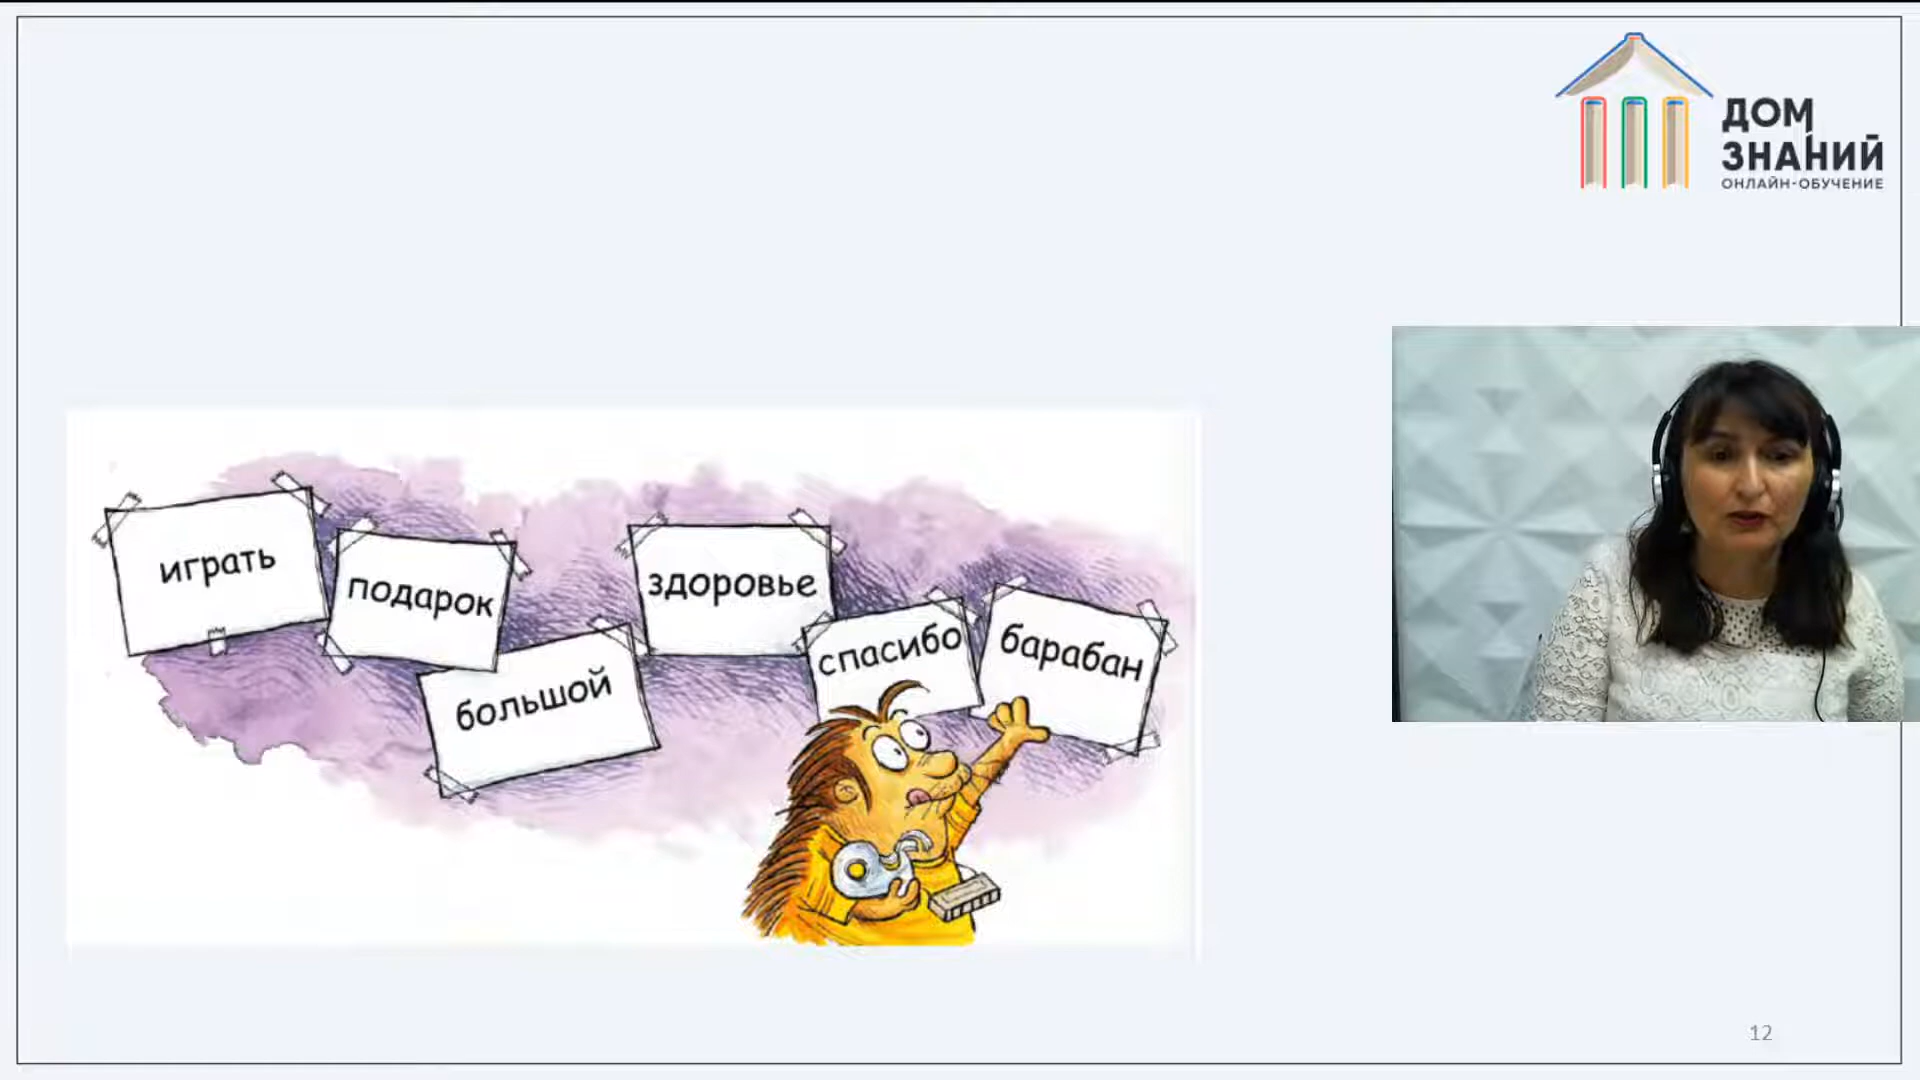 ДОМ
ЗНАНИЙ
ОНЛАЙН-ОБУЧЕНИЕ
играть
подарок
большой
здоровье
спасибо
барабан
12